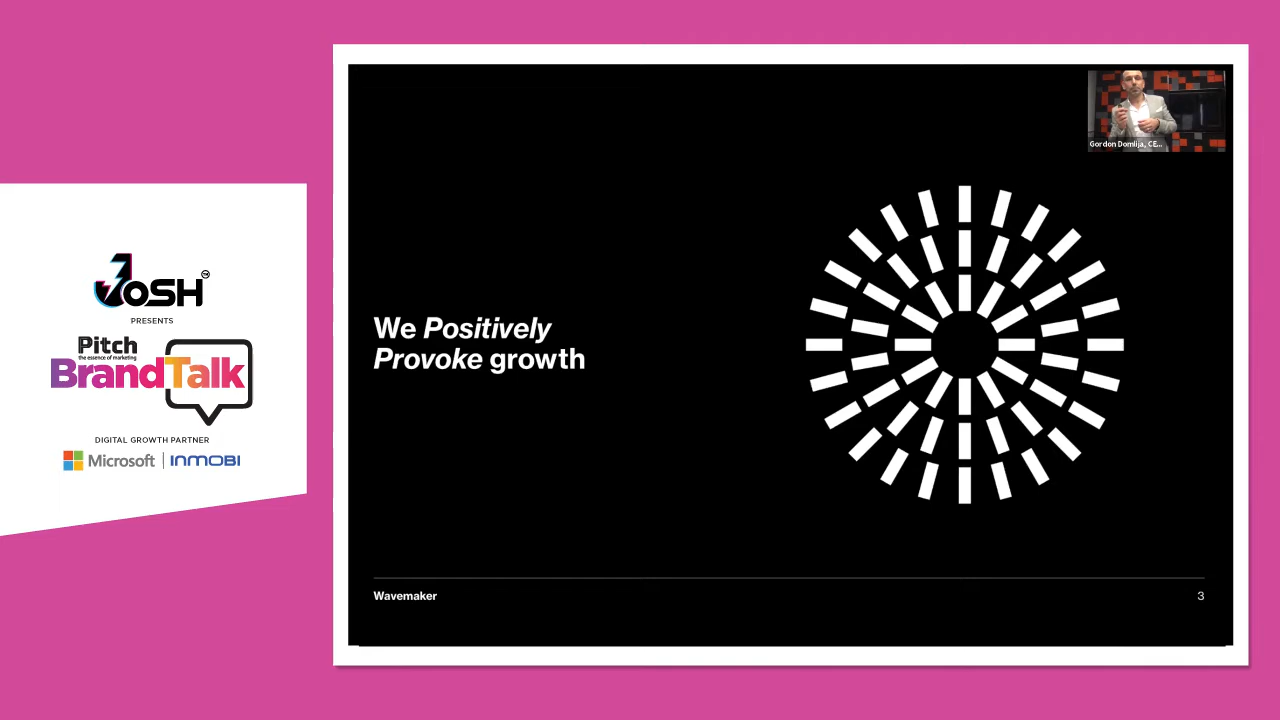 JOSH
PRESENTS
Pitch
the essence of marketing
BrandTalk
DIGITAL GROWTH PARTNER
Microsoft | INMOBI
Gordon Domlija, CE...
We Positively
Provoke growth
Wavemaker
3